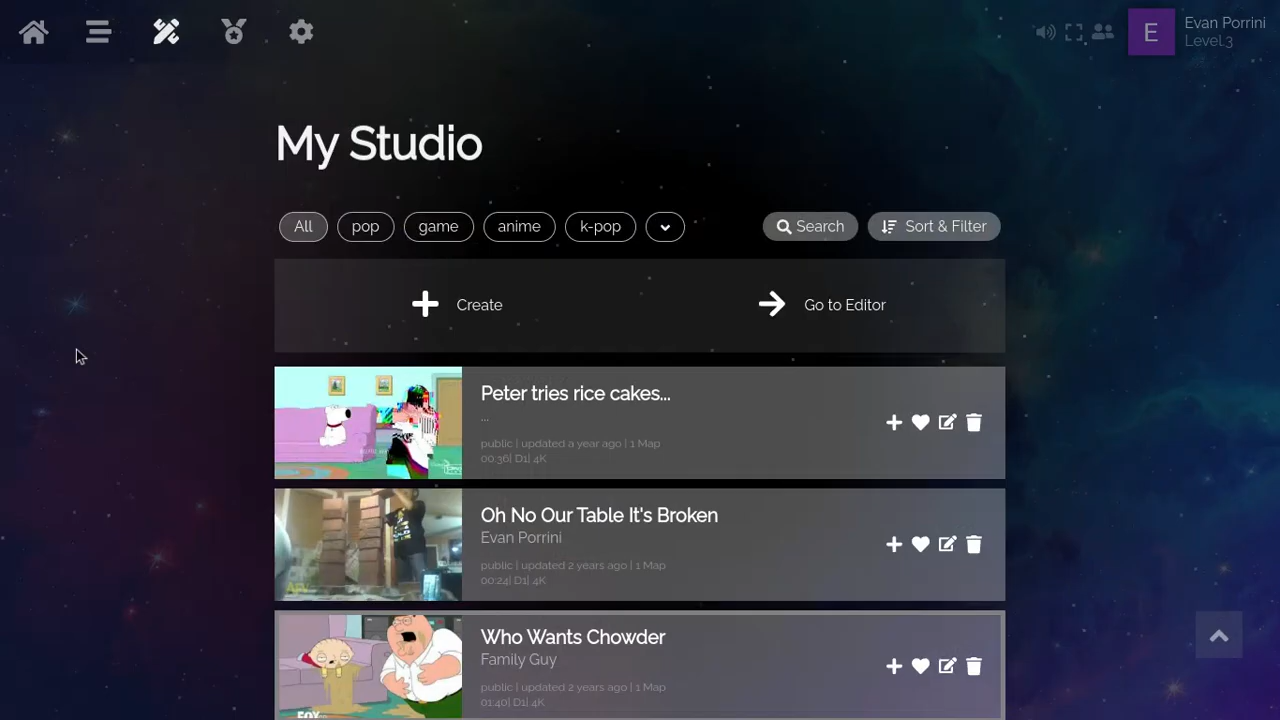 E
Evan Porrini
Level 3
My Studio
All
pop
game
anime
k-pop
Search
Sort & Filter
Create
Go to Editor
Peter tries rice cakes...
...
public | updated a year ago | 1 Map
00:36| D1| 4K
Oh No Our Table It's Broken
Evan Porrini
public | updated 2 years ago | 1 Map
00:24| D1| 4K
AFV
Who Wants Chowder
Family Guy
public | updated 2 years ago | 1 Map
01:40| D1| 4K
FOX